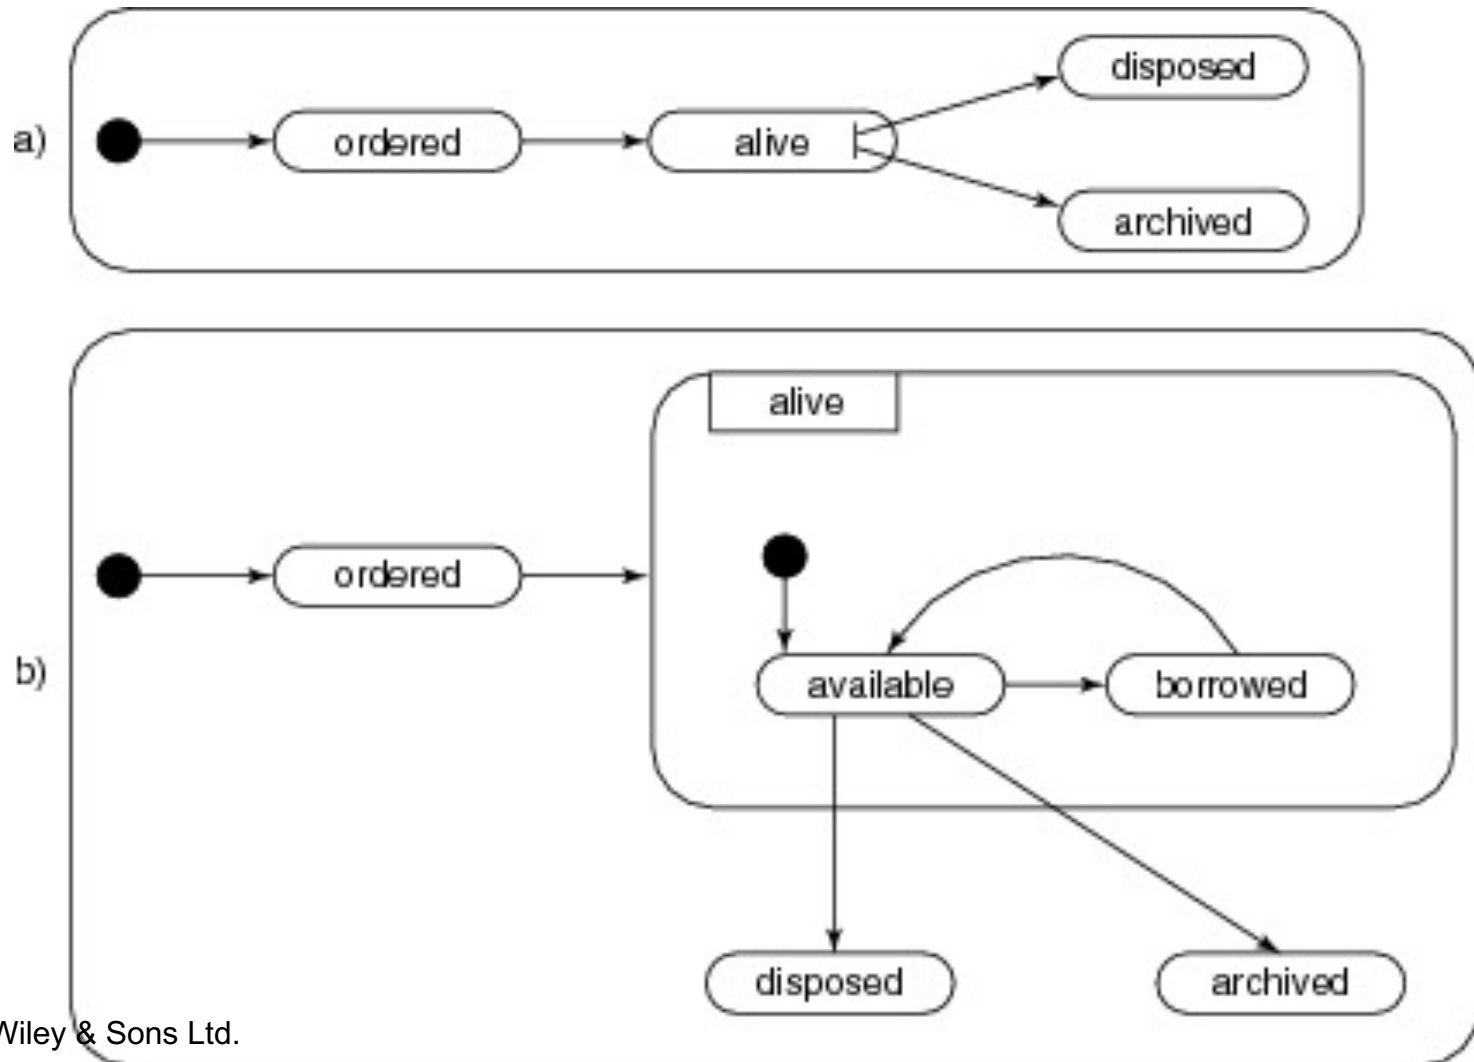 a)
ordered
alive
disposed
archived
b)
alive
ordered
available
borrowed
disposed
archived
Wiley & Sons Ltd.